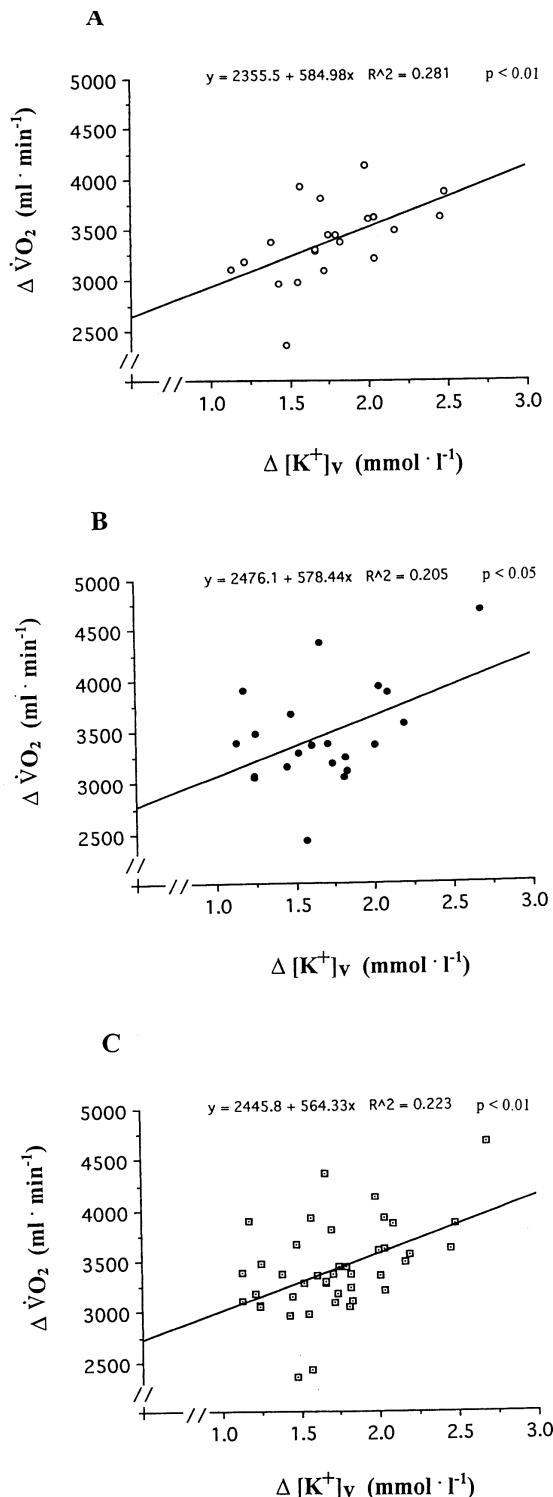 A
y = 2355.5 + 584.98x R^2 = 0.281 p < 0.01
5000
4500
4000
3500
3000
2500
Δ V̇O₂ (ml · min⁻¹)
//
//
1.0 1.5 2.0 2.5 3.0
Δ [K⁺]v (mmol · l⁻¹)
B
y = 2476.1 + 578.44x R^2 = 0.205 p < 0.05
5000
4500
4000
3500
3000
2500
Δ V̇O₂ (ml · min⁻¹)
//
//
1.0 1.5 2.0 2.5 3.0
Δ [K⁺]v (mmol · l⁻¹)
C
y = 2445.8 + 564.33x R^2 = 0.223 p < 0.01
5000
4500
4000
3500
3000
2500
Δ V̇O₂ (ml · min⁻¹)
//
//
1.0 1.5 2.0 2.5 3.0
Δ [K⁺]v (mmol · l⁻¹)